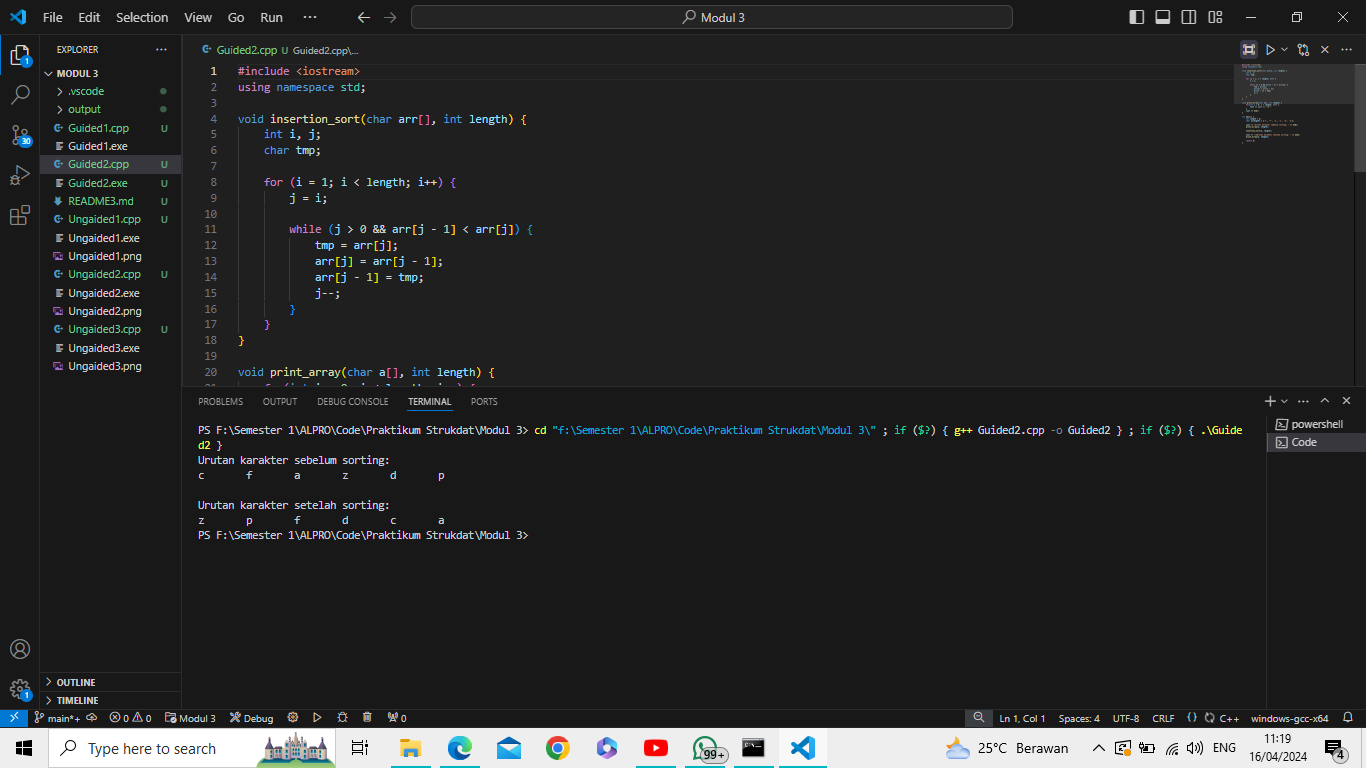 File Edit Selection View Go Run ··· Modul 3
EXPLORER ···
MODUL 3
.vscode
output
Guided1.cpp U
Guided1.exe
Guided2.cpp U
Guided2.exe U
README3.md U
Ungaided1.cpp U
Ungaided1.exe
Ungaided1.png
Ungaided2.cpp U
Ungaided2.exe
Ungaided2.png
Ungaided3.cpp U
Ungaided3.exe
Ungaided3.png
OUTLINE
TIMELINE
1
30
1
Guided2.cpp U Guided2.cpp\...
1 #include <iostream>
2 using namespace std;
3
4 void insertion_sort(char arr[], int length) {
5 int i, j;
6 char tmp;
7
8 for (i = 1; i < length; i++) {
9 j = i;
10
11 while (j > 0 && arr[j - 1] < arr[j]) {
12 tmp = arr[j];
13 arr[j] = arr[j - 1];
14 arr[j - 1] = tmp;
15 j--;
16 }
17 }
18 }
19
20 void print_array(char a[], int length) {
PROBLEMS OUTPUT DEBUG CONSOLE TERMINAL PORTS
PS F:\Semester 1\ALPRO\Code\Praktikum Strukdat\Modul 3> cd "f:\Semester 1\ALPRO\Code\Praktikum Strukdat\Modul 3\" ; if ($?) { g++ Guided2.cpp -o Guided2 } ; if ($?) { .\Guide
d2 }
Urutan karakter sebelum sorting:
c f a z d p
Urutan karakter setelah sorting:
z p f d c a
PS F:\Semester 1\ALPRO\Code\Praktikum Strukdat\Modul 3>
powershell
Code
main*+ 0 0 Modul 3 Debug 0 Ln 1, Col 1 Spaces: 4 UTF-8 CRLF {} C++ windows-gcc-x64
Type here to search 99+ 25°C Berawan ENG 11:19
16/04/2024 4